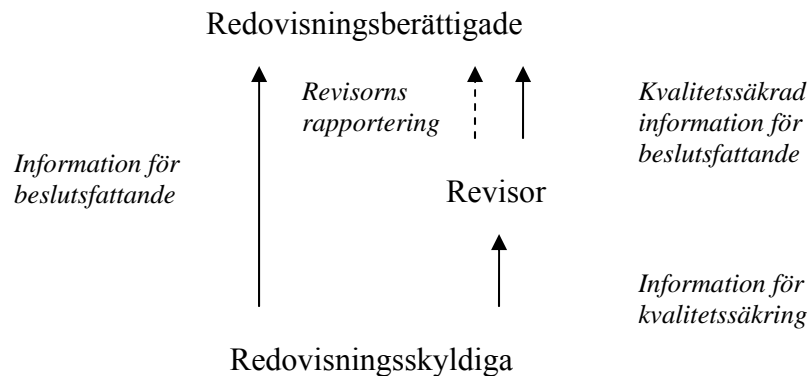 Redovisningsberättigade
Revisorns
rapportering
Kvalitetssäkrad
information för
beslutsfattande
Information för
beslutsfattande
Revisor
Information för
kvalitetssäkring
Redovisningsskyldiga